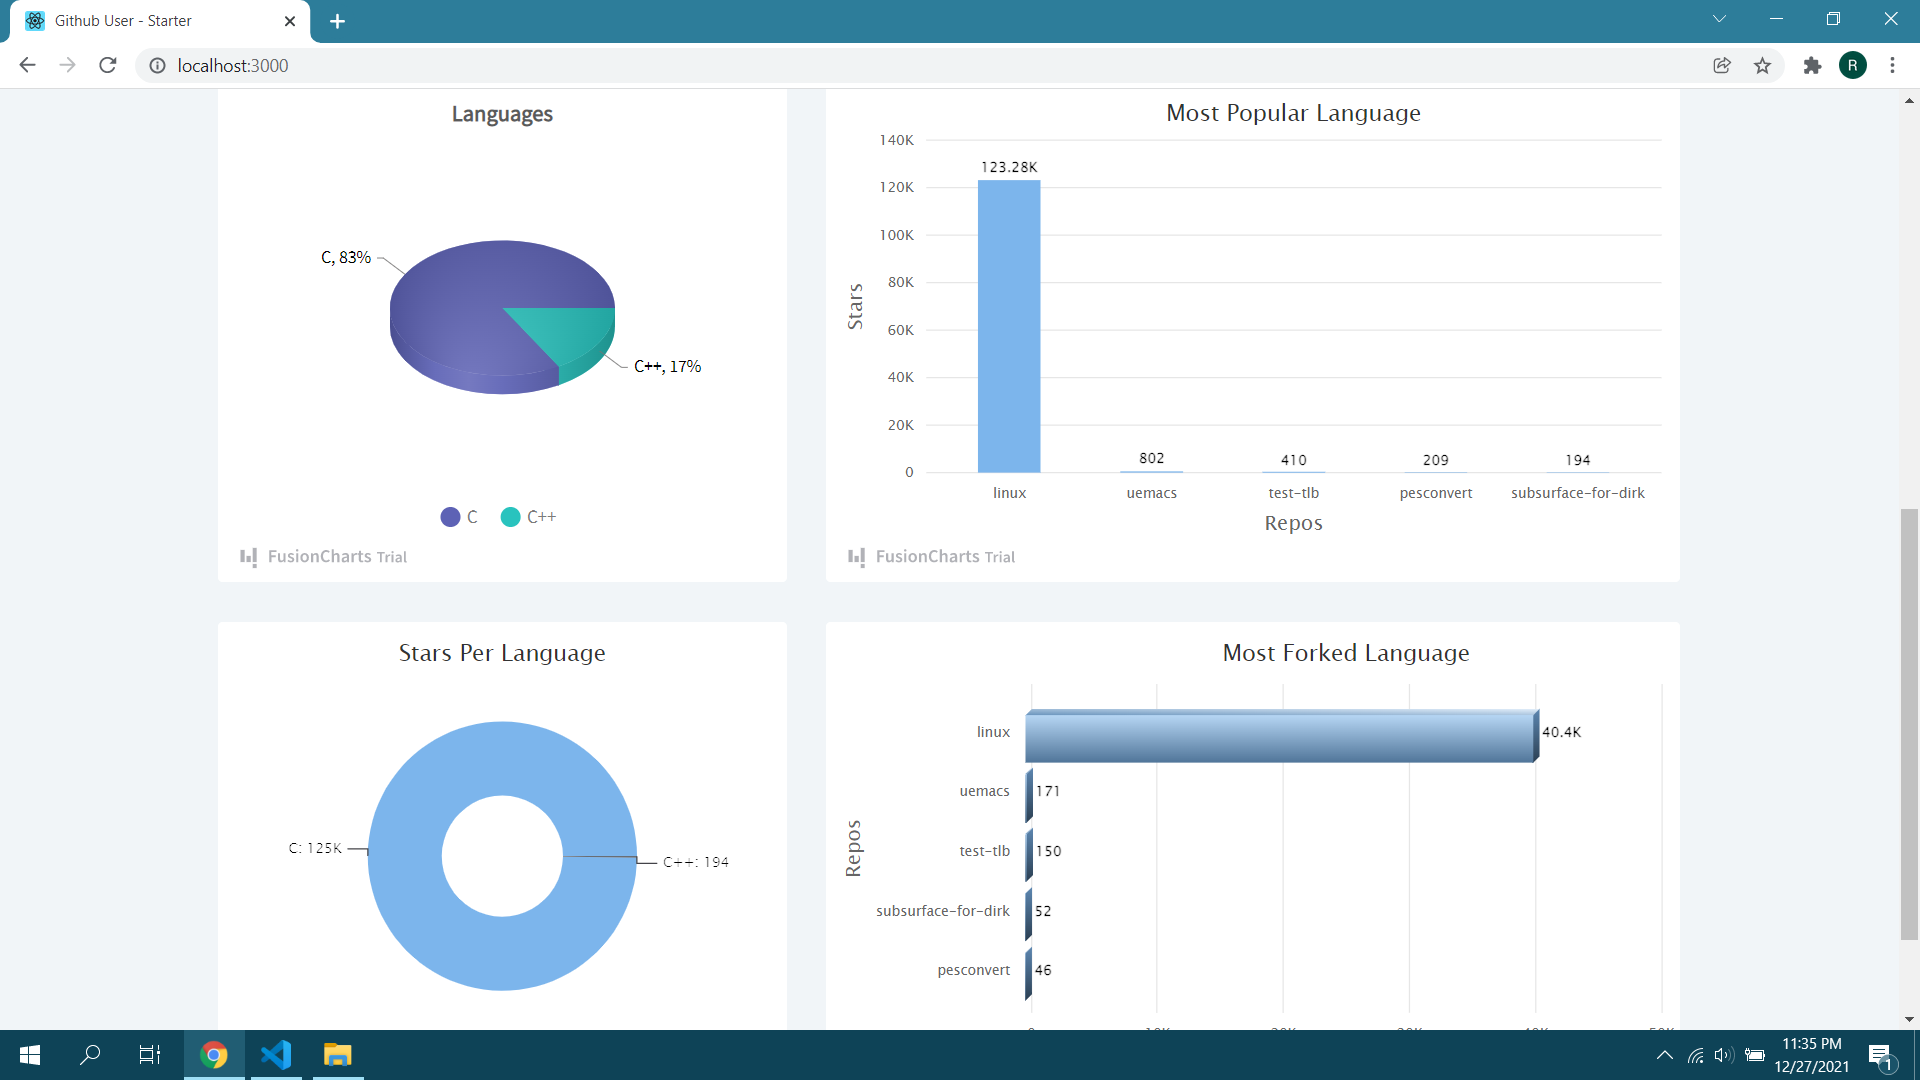 Github User - Starter
localhost:3000
R
Languages
C, 83%
C++, 17%
C
C++
FusionCharts Trial
Most Popular Language
140K
120K
100K
80K
60K
40K
20K
0
Stars
123.28K
802
410
209
194
linux
uemacs
test-tlb
pesconvert
subsurface-for-dirk
Repos
FusionCharts Trial
Stars Per Language
C: 125K
C++: 194
Most Forked Language
Repos
linux
40.4K
uemacs
171
test-tlb
150
subsurface-for-dirk
52
pesconvert
46
11:35 PM
12/27/2021
1